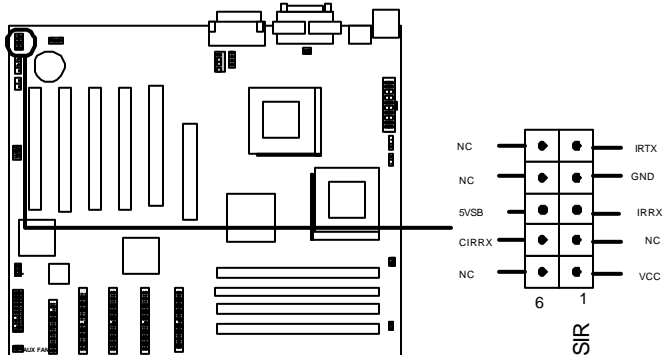 NC IRTX
NC GND
5VSB IRRX
CIRRX NC
NC VCC
6 1
SIR
AUX FAN